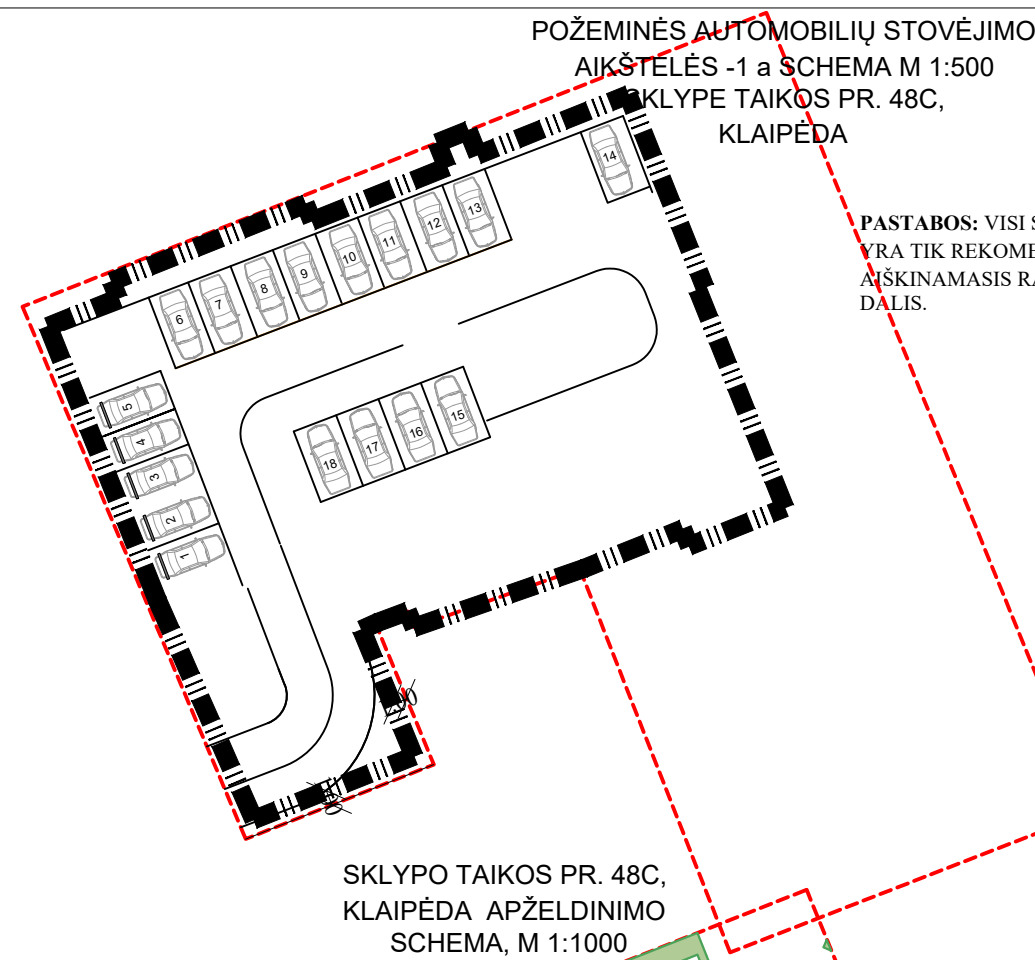 POŽEMINĖS AUTOMOBILIŲ STOVĖJIMO
AIKŠTELĖS -1 a SCHEMA M 1:500
SKLYPE TAIKOS PR. 48C,
KLAIPĖDA
PASTABOS: VISI
YRA TIK
AIŠKINAMASIS
DALIS.
14
13
12
11
10
9
8
7
6
5
4
3
2
1
15
16
17
18
SKLYPO TAIKOS PR. 48C,
KLAIPĖDA APŽELDINIMO
SCHEMA, M 1:1000